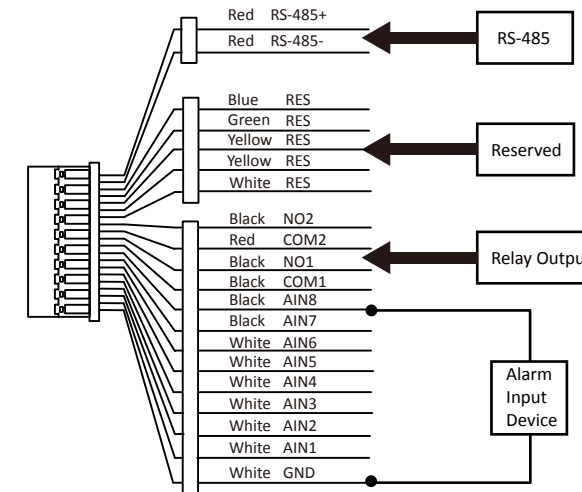 Red RS-485+
Red RS-485-
RS-485
Blue RES
Green RES
Yellow RES
Yellow RES
White RES
Reserved
Black NO2
Red COM2
Black NO1
Black COM1
Relay Outpu
Black AIN8
Black AIN7
White AIN6
White AIN5
White AIN4
White AIN3
White AIN2
White AIN1
White GND
Alarm
Input
Device